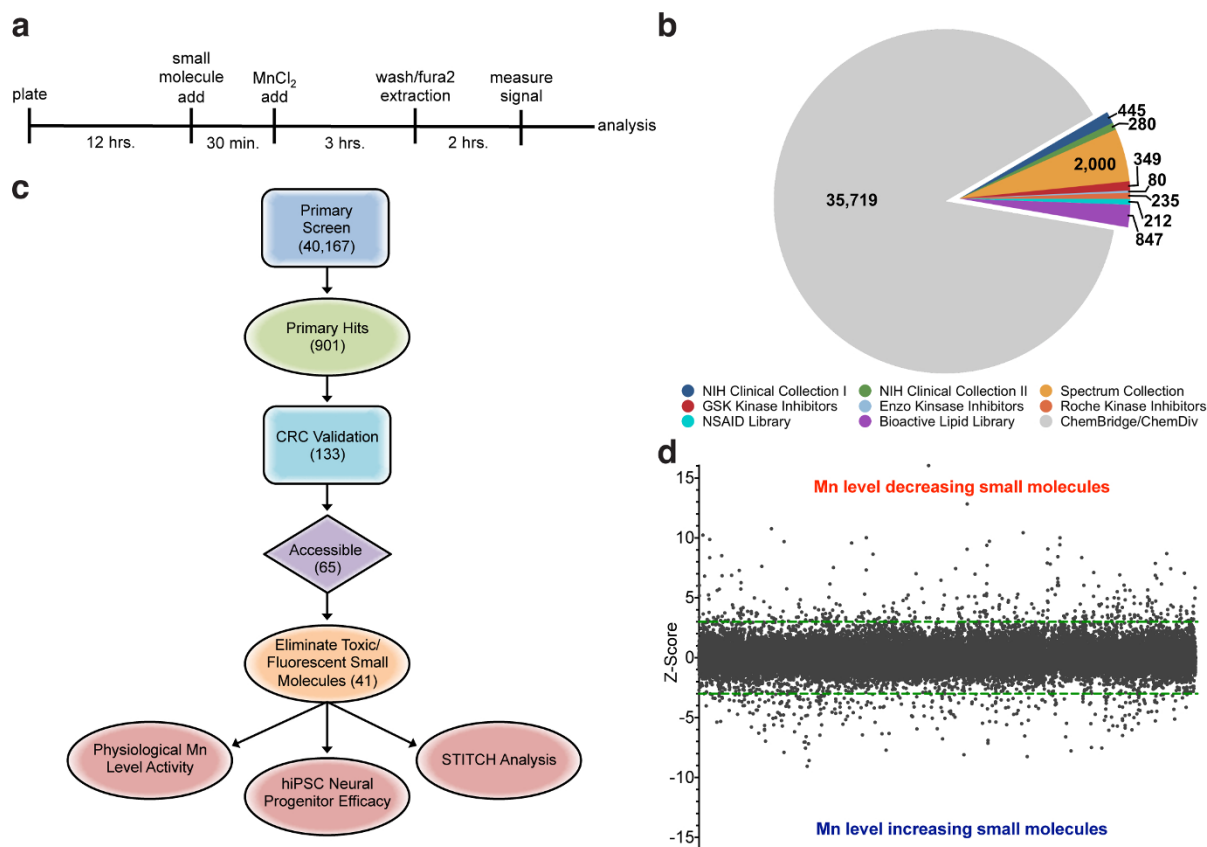 a
plate
small
molecule
add
MnCl2
add
wash/fura2
extraction
measure
signal
analysis
12 hrs.
30 min.
3 hrs.
2 hrs.
b
445
280
2,000
349
80
235
212
847
35,719
NIH Clinical Collection I
NIH Clinical Collection II
Spectrum Collection
GSK Kinase Inhibitors
Enzo Kinsase Inhibitors
Roche Kinase Inhibitors
NSAID Library
Bioactive Lipid Library
ChemBridge/ChemDiv
c
Primary
Screen
(40,167)
Primary Hits
(901)
CRC Validation
(133)
Accessible
(65)
Eliminate Toxic/
Fluorescent Small
Molecules (41)
Physiological Mn
Level Activity
hiPSC Neural
Progenitor Efficacy
STITCH Analysis
d
Mn level decreasing small molecules
15
10
5
0
-5
-10
-15
Z-Score
Mn level increasing small molecules